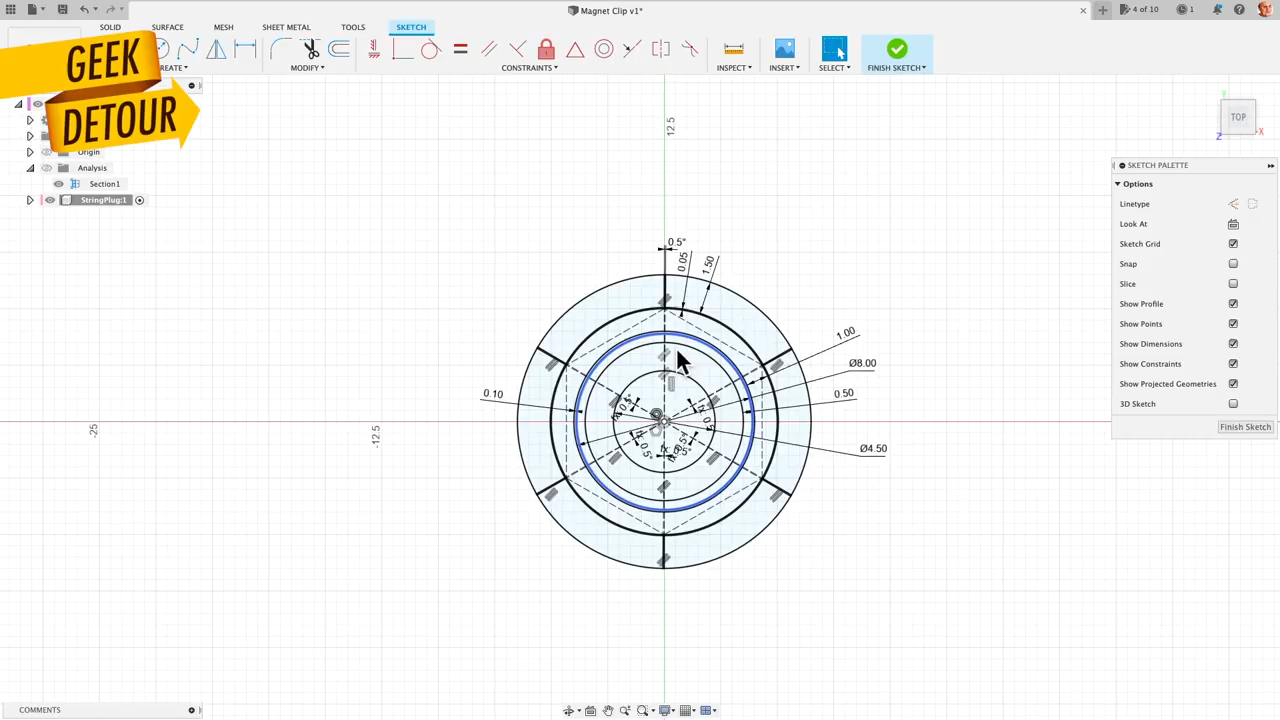 Magnet Clip v1*
4 of 10
1
SOLID
SURFACE
MESH
SHEET METAL
TOOLS
SKETCH
MODIFY
CONSTRAINTS
INSPECT
INSERT
SELECT
FINISH SKETCH
GEEK
DETOUR
Origin
Analysis
Section1
StringPlug:1
12.5
-25
-12.5
0.5°
0.05
1.50
1.00
Ø8.00
0.50
0.10
Ø4.50
fx: 0.5°
TOP
X
Y
Z
SKETCH PALETTE
Options
Linetype
Look At
Sketch Grid
Snap
Slice
Show Profile
Show Points
Show Dimensions
Show Constraints
Show Projected Geometries
3D Sketch
Finish Sketch
COMMENTS